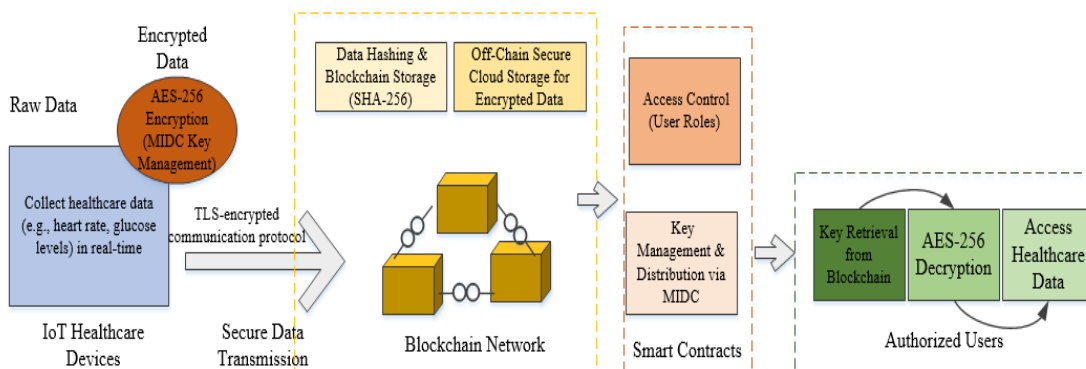 Raw Data
Encrypted
Data
AES-256
Encryption
(MIDC Key
Management)
Collect healthcare data
(e.g., heart rate, glucose
levels) in real-time
IoT Healthcare
Devices
TLS-encrypted
communication protocol
Secure Data
Transmission
Data Hashing &
Blockchain Storage
(SHA-256)
Off-Chain Secure
Cloud Storage for
Encrypted Data
Blockchain Network
Access Control
(User Roles)
Key
Management &
Distribution via
MIDC
Smart Contracts
Key Retrieval
from
Blockchain
AES-256
Decryption
Access
Healthcare
Data
Authorized Users